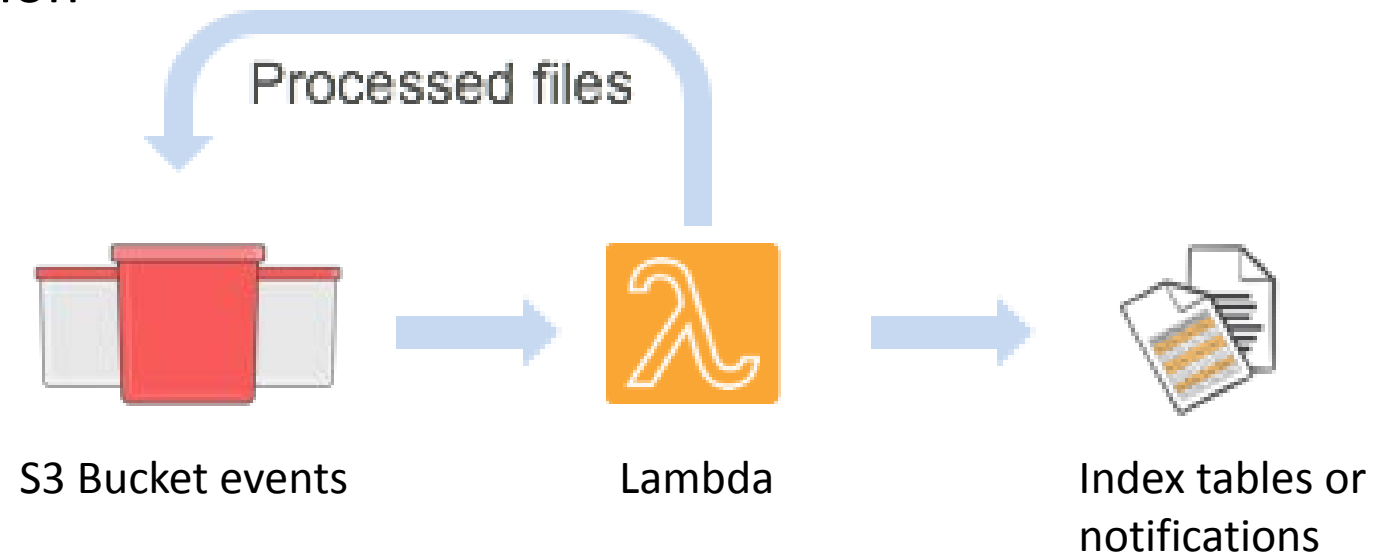 Processed files
S3 Bucket events
Lambda
Index tables or
notifications